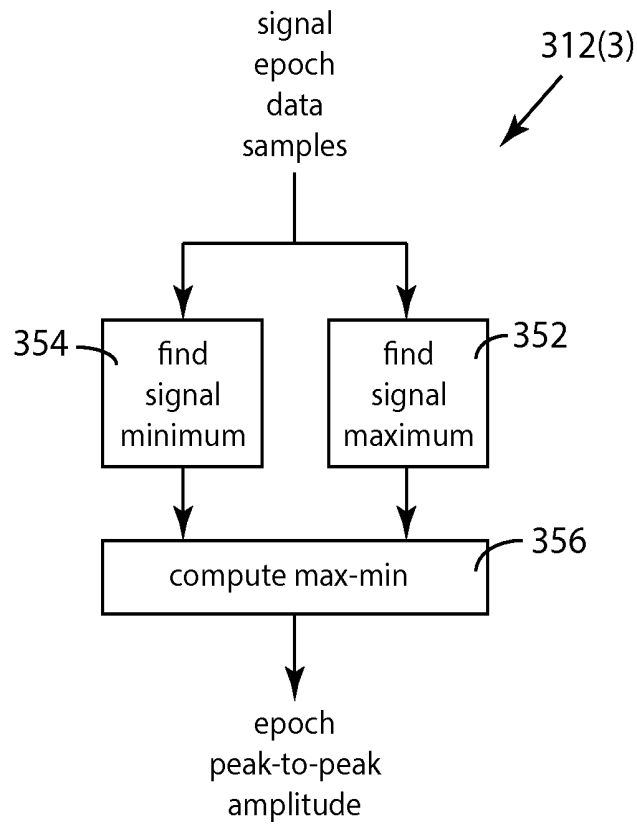 signal
epoch
data
samples
312(3)
354
find
signal
minimum
find
signal
maximum
352
compute max-min
356
epoch
peak-to-peak
amplitude